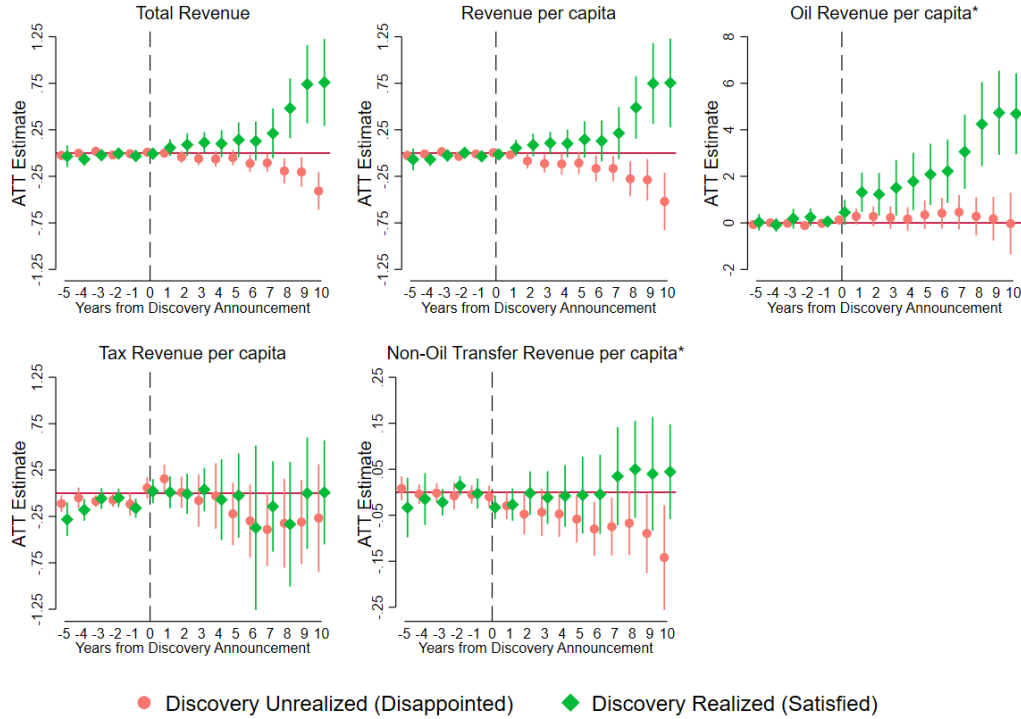 Total Revenue
ATT Estimate
1.25
.75
.25
-.25
-.75
-1.25
-5 -4 -3 -2 -1 0 1 2 3 4 5 6 7 8 9 10
Years from Discovery Announcement
Revenue per capita
ATT Estimate
1.25
.75
.25
-.25
-.75
-1.25
-5 -4 -3 -2 -1 0 1 2 3 4 5 6 7 8 9 10
Years from Discovery Announcement
Oil Revenue per capita*
ATT Estimate
8
6
4
2
0
-2
-5 -4 -3 -2 -1 0 1 2 3 4 5 6 7 8 9 10
Years from Discovery Announcement
Tax Revenue per capita
ATT Estimate
1.25
.75
.25
-.25
-.75
-1.25
-5 -4 -3 -2 -1 0 1 2 3 4 5 6 7 8 9 10
Years from Discovery Announcement
Non-Oil Transfer Revenue per capita*
ATT Estimate
.25
.15
.05
-.05
-.15
-.25
-5 -4 -3 -2 -1 0 1 2 3 4 5 6 7 8 9 10
Years from Discovery Announcement
Discovery Unrealized (Disappointed)
Discovery Realized (Satisfied)